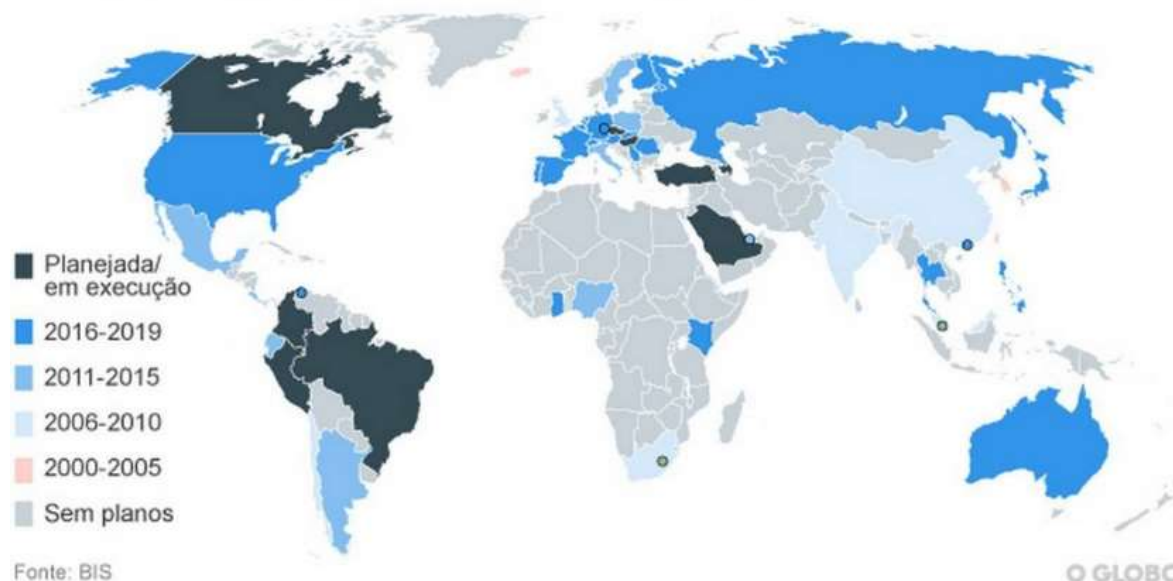 Planejada/
em execução
2016-2019
2011-2015
2006-2010
2000-2005
Sem planos
Fonte: BIS
O GLOBO